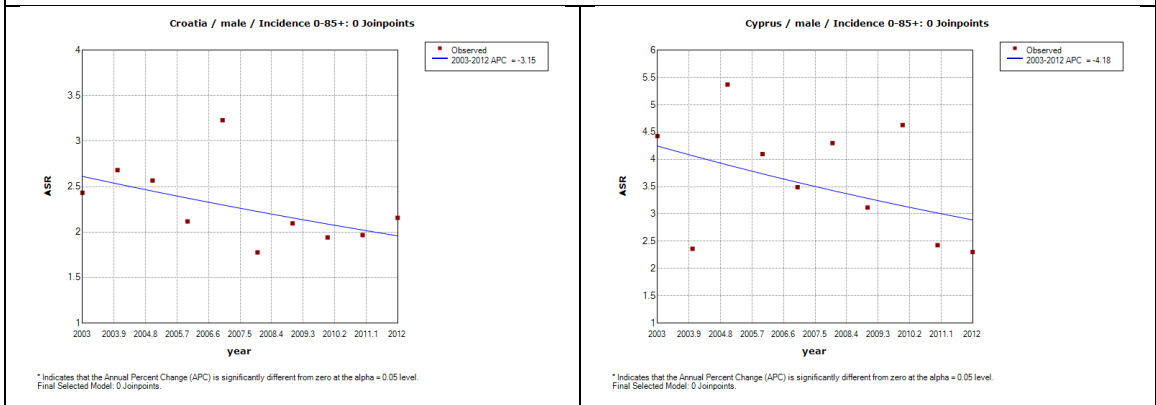 Croatia / male / Incidence 0-85+: 0 Joinpoints
Observed
2003-2012 APC = -3.15
4
3.5
3
2.5
2
1.5
1
ASR
2003 2003.9 2004.8 2005.7 2006.6 2007.5 2008.4 2009.3 2010.2 2011.1 2012
year
* Indicates that the Annual Percent Change (APC) is significantly different from zero at the alpha = 0.05 level.
Final Selected Model: 0 Joinpoints.
Cyprus / male / Incidence 0-85+: 0 Joinpoints
Observed
2003-2012 APC = -4.18
6
5.5
5
4.5
4
3.5
3
2.5
2
1.5
1
ASR
2003 2003.9 2004.8 2005.7 2006.6 2007.5 2008.4 2009.3 2010.2 2011.1 2012
year
* Indicates that the Annual Percent Change (APC) is significantly different from zero at the alpha = 0.05 level.
Final Selected Model: 0 Joinpoints.